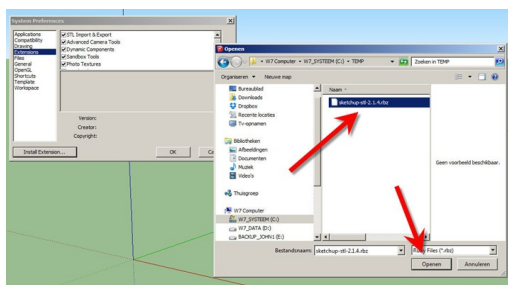 System Preferences
Applications
Compatibility
Drawing
Extensions
Files
General
OpenGL
Shortcuts
Template
Workspace
STL Import & Export
Advanced Camera Tools
Dynamic Components
Sandbox Tools
Photo Textures
Version:
Creator:
Copyright:
Install Extension...
OK
Openen
W7 Computer
W7_SYSTEEM (C:)
TEMP
Zoeken in TEMP
Organiseren
Nieuwe map
Bureaublad
Downloads
Dropbox
Recente locaties
Tv-opnamen
Bibliotheken
Afbeeldingen
Documenten
Muziek
Video's
Thuisgroep
W7 Computer
W7_SYSTEEM (C:)
W7_DATA (D:)
BACKUP_JOHN1 (E:)
Naam
sketchup-stl-2.1.4.rbz
Geen voorbeeld beschikbaar.
Bestandsnaam:
sketchup-stl-2.1.4.rbz
Files (*.rbz)
Openen
Annuleren